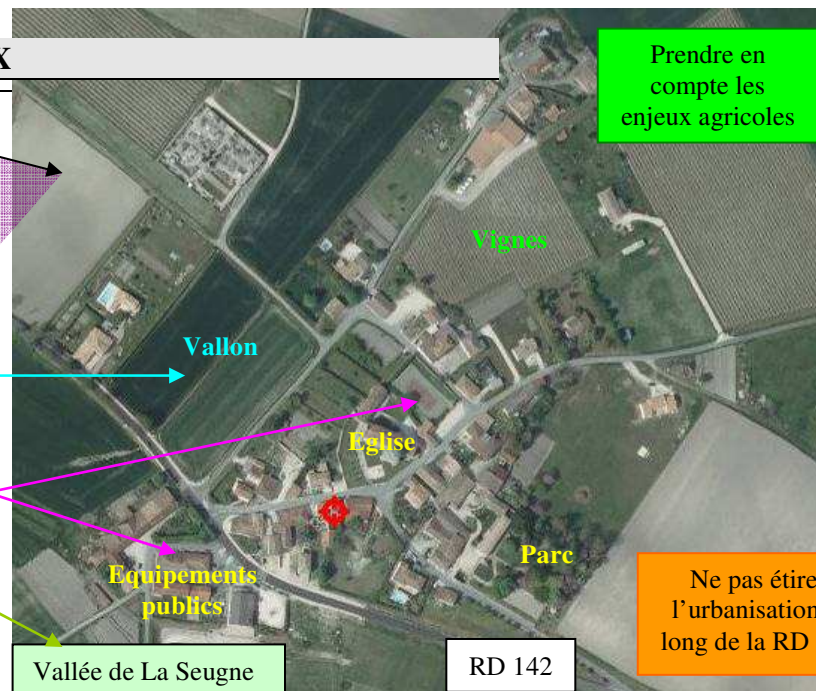 X
Prendre en
compte les
enjeux agricoles
Vignes
Vallon
Eglise
Parc
Equipements
publics
Ne pas étire
l’urbanisation
long de la RD
Vallée de La Seugne
RD 142